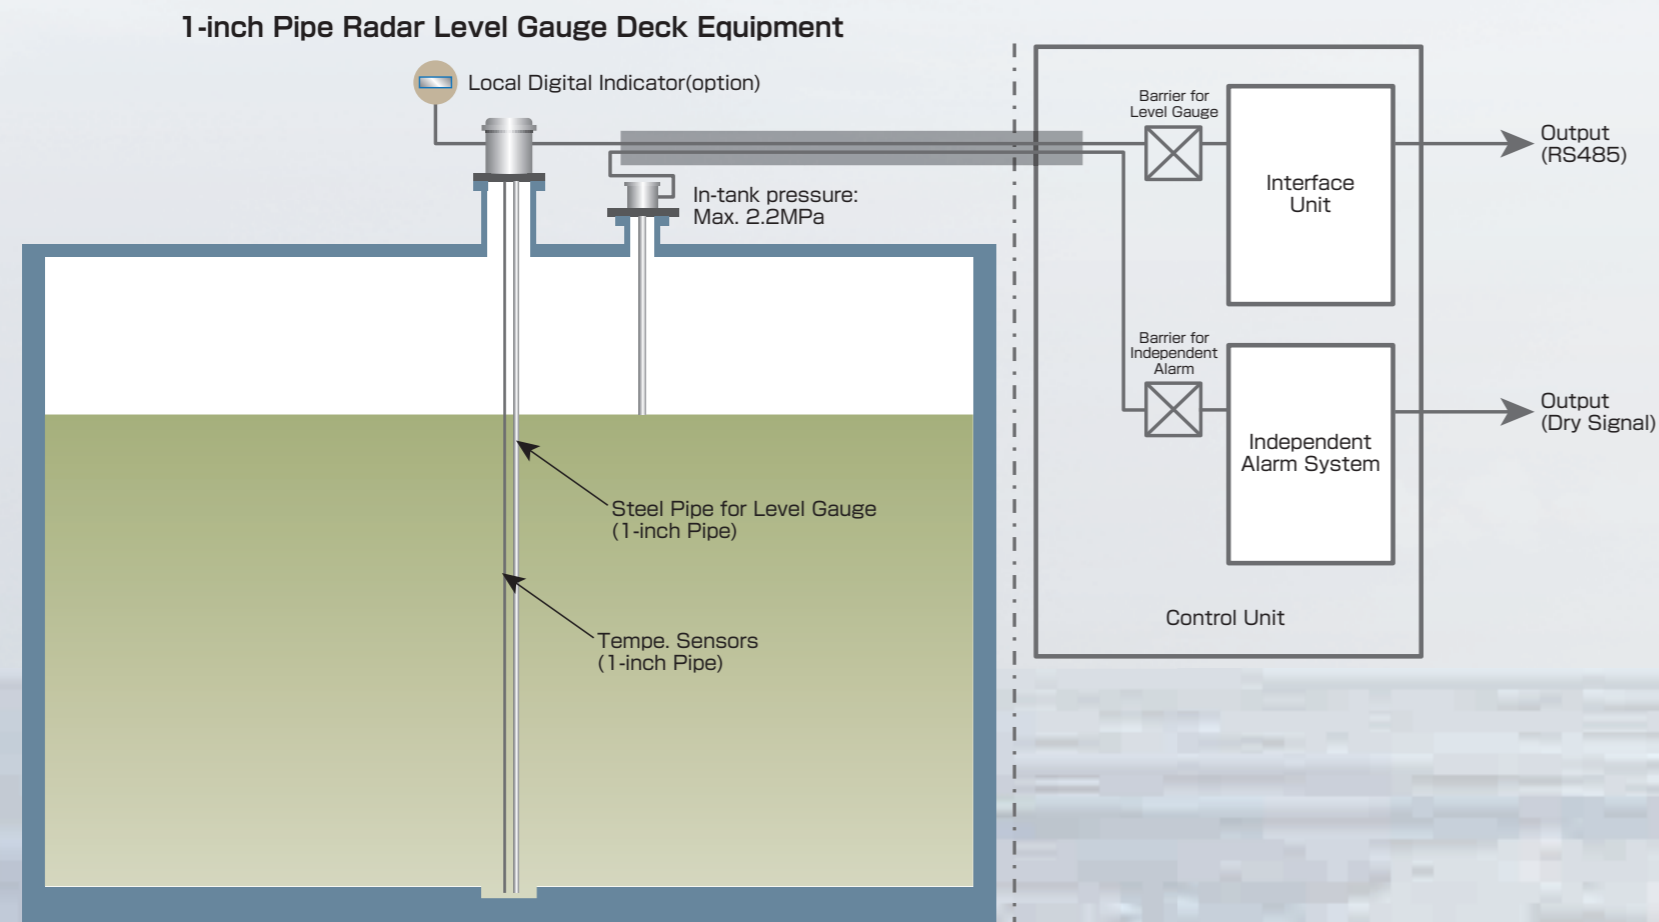 1-inch Pipe Radar Level Gauge Deck Equipment
Local Digital Indicator(option)
In-tank pressure:
Max. 2.2MPa
Steel Pipe for Level Gauge
(1-inch Pipe)
Tempe. Sensors
(1-inch Pipe)
Barrier for
Level Gauge
Interface
Unit
Output
(RS485)
Barrier for
Independent
Alarm
Independent
Alarm System
Output
(Dry Signal)
Control Unit